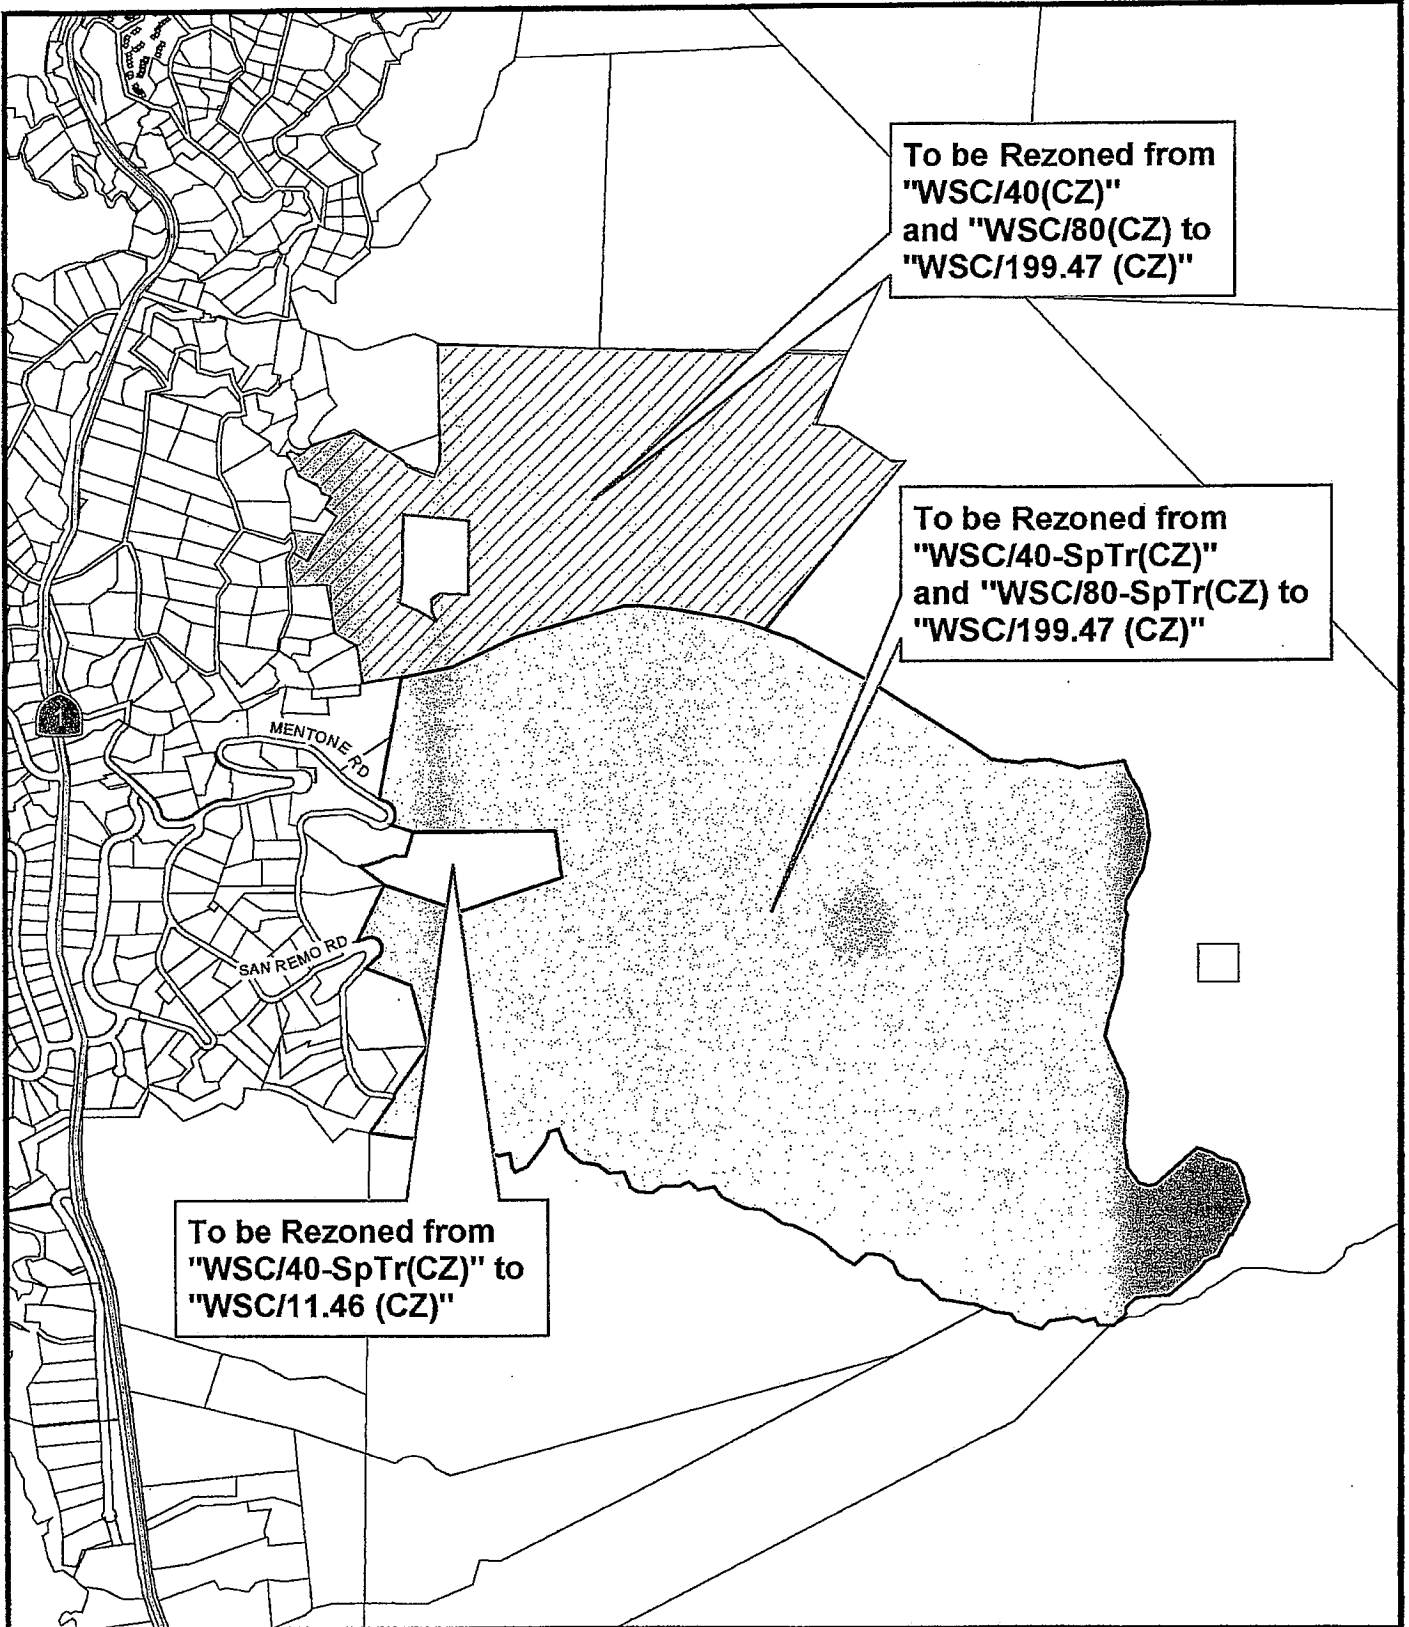 To be Rezoned from
"WSC/40(CZ)"
and "WSC/80(CZ) to
"WSC/199.47 (CZ)"
To be Rezoned from
"WSC/40-SpTr(CZ)"
and "WSC/80-SpTr(CZ) to
"WSC/199.47 (CZ)"
1
MENTONE RD
SAN REMO RD
To be Rezoned from
"WSC/40-SpTr(CZ)" to
"WSC/11.46 (CZ)"